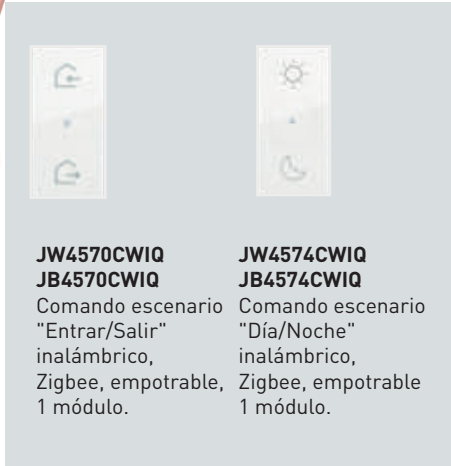 JW4570CWIQ
JB4570CWIQ
Comando escenario
"Entrar/Salir"
inalámbrico,
Zigbee, empotrable,
1 módulo.
JW4574CWIQ
JB4574CWIQ
Comando escenario
"Día/Noche"
inalámbrico,
Zigbee, empotrable
1 módulo.